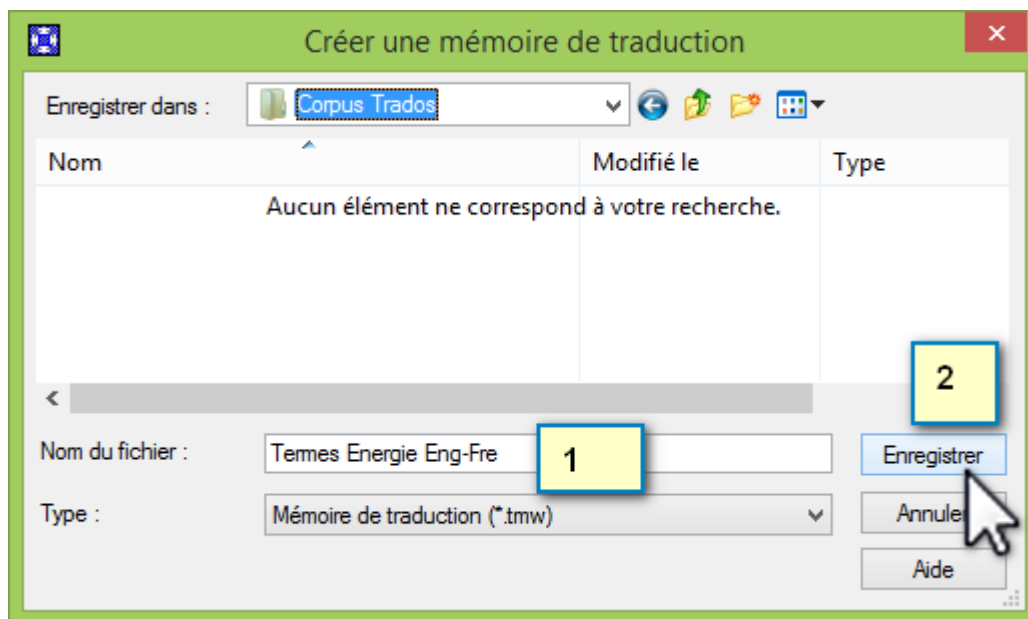 Créer une mémoire de traduction
Enregistrer dans : Corpus Trados
Nom Modifié le Type
Aucun élément ne correspond à votre recherche.
2
Nom du fichier : Termes Energie Eng-Fre 1 Enregistrer
Type : Mémoire de traduction (*.tmw) Annuler
Aide